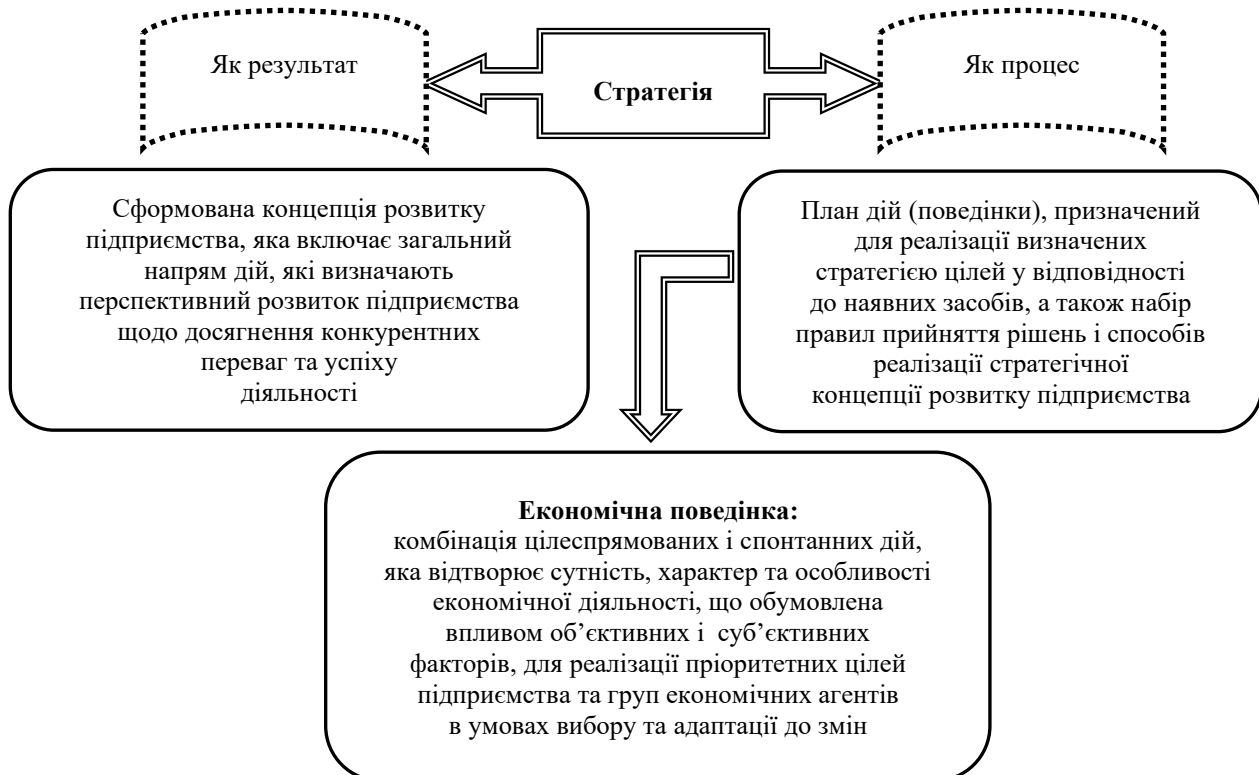 Як результат
Стратегія
Як процес
Сформована концепція розвитку
підприємства, яка включає загальний
напрям дій, які визначають
перспективний розвиток підприємства
щодо досягнення конкурентних
переваг та успіху
діяльності
План дій (поведінки), призначений
для реалізації визначених
стратегією цілей у відповідності
до наявних засобів, а також набір
правил прийняття рішень і способів
реалізації стратегічної
концепції розвитку підприємства
Економічна поведінка:
комбінація цілеспрямованих і спонтанних дій,
яка відтворює сутність, характер та особливості
економічної діяльності, що обумовлена
впливом об’єктивних і суб’єктивних
факторів, для реалізації пріоритетних цілей
підприємства та груп економічних агентів
в умовах вибору та адаптації до змін